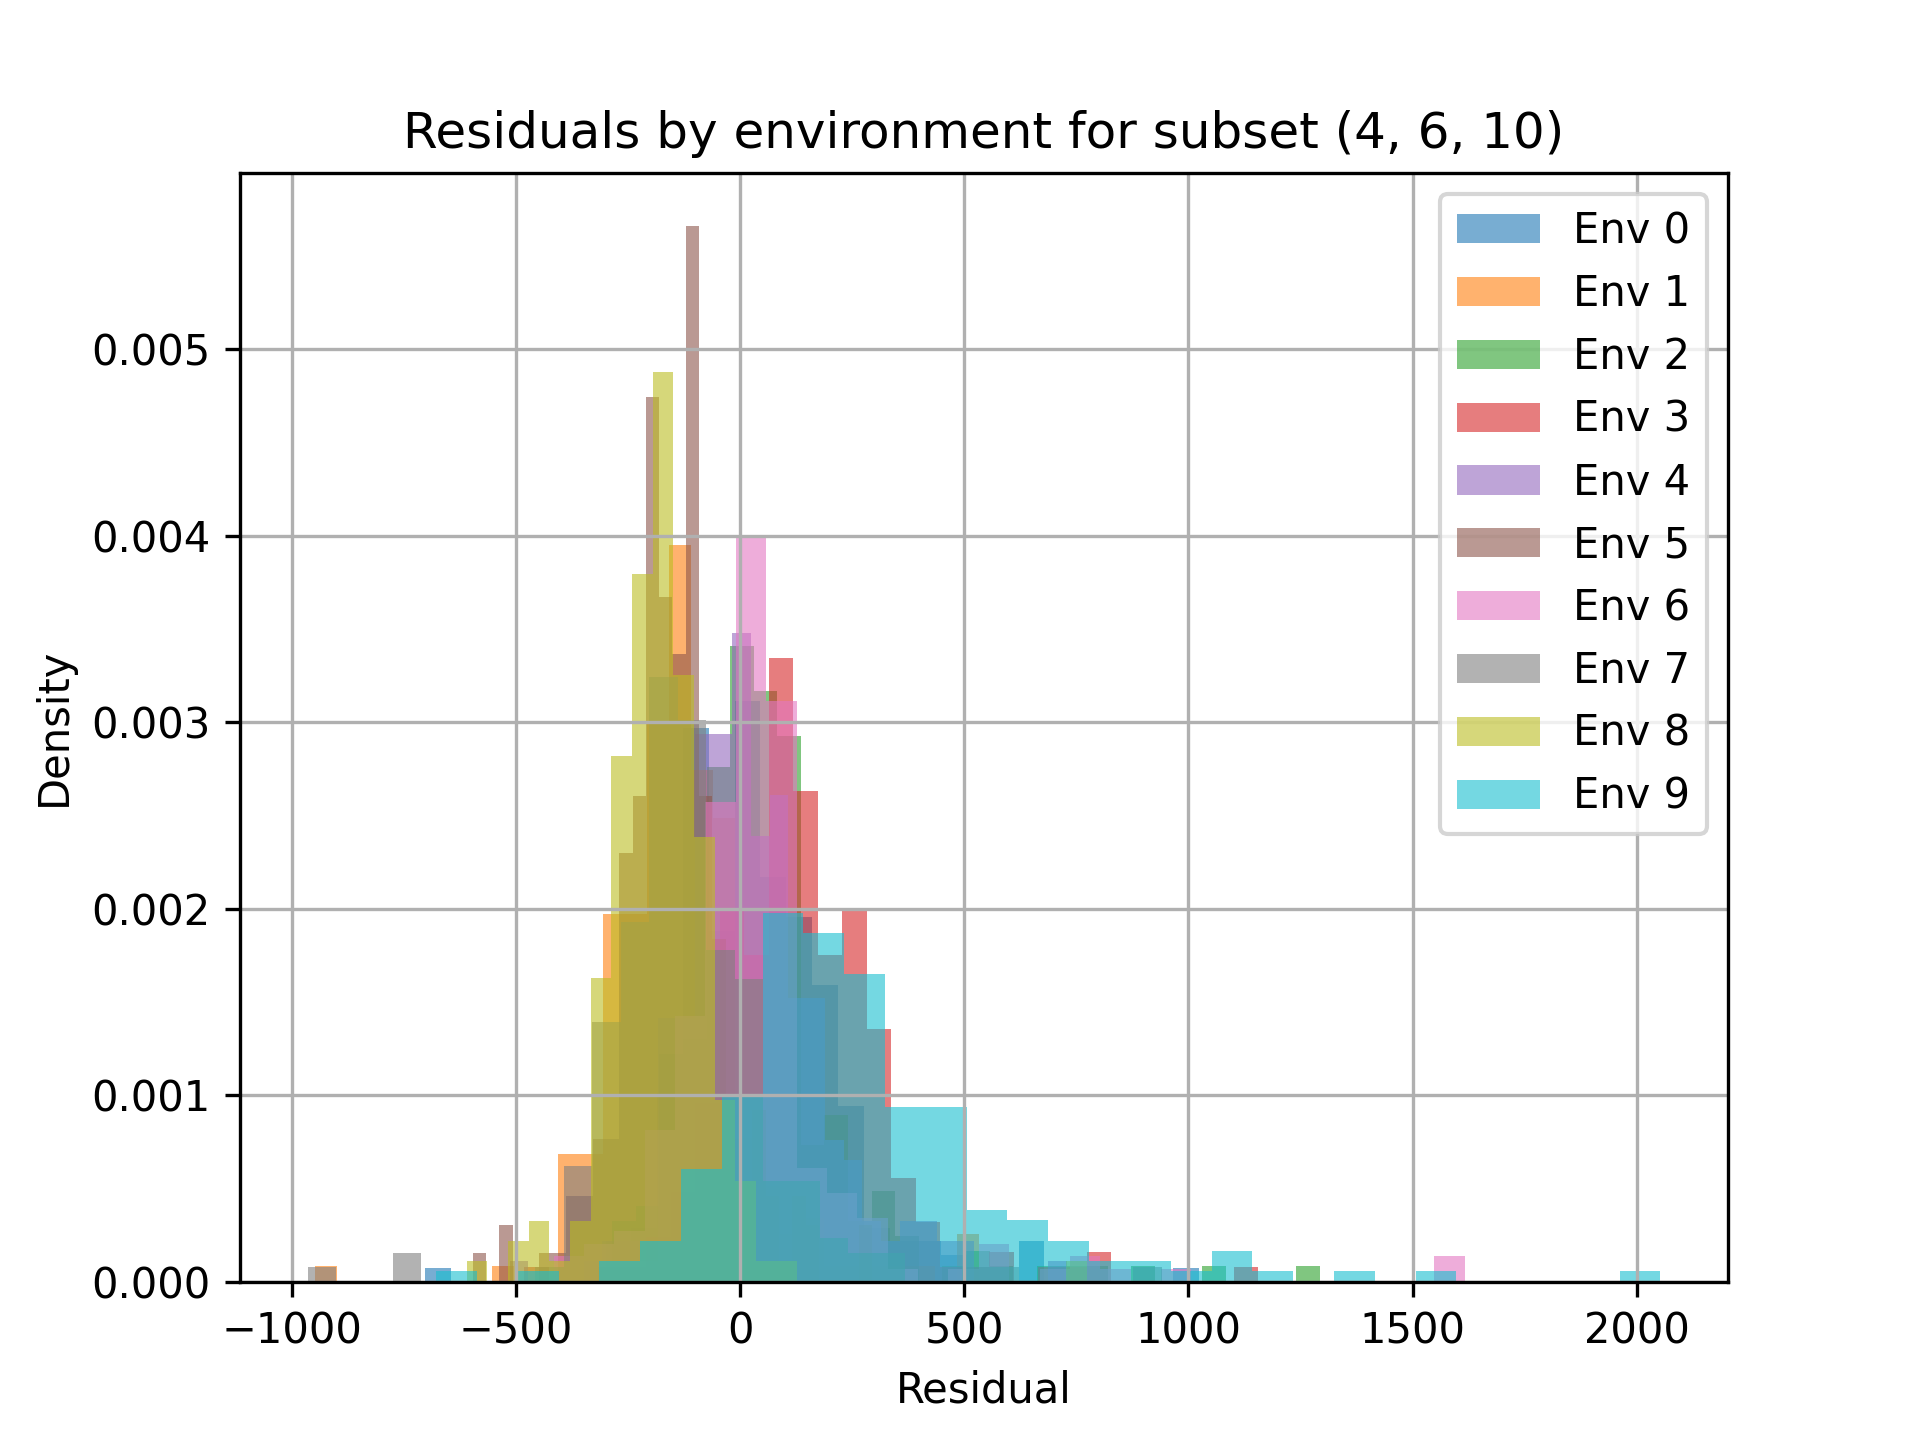 Residuals by environment for subset (4, 6, 10)
Env 0
Env 1
Env 2
Env 3
Env 4
Env 5
Env 6
Env 7
Env 8
Env 9
Density
0.005
0.004
0.003
0.002
0.001
0.000
−1000 −500 0 500 1000 1500 2000
Residual